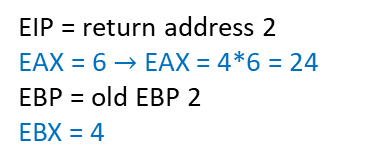 EIP = return address 2
EAX = 6 → EAX = 4*6 = 24
EBP = old EBP 2
EBX = 4